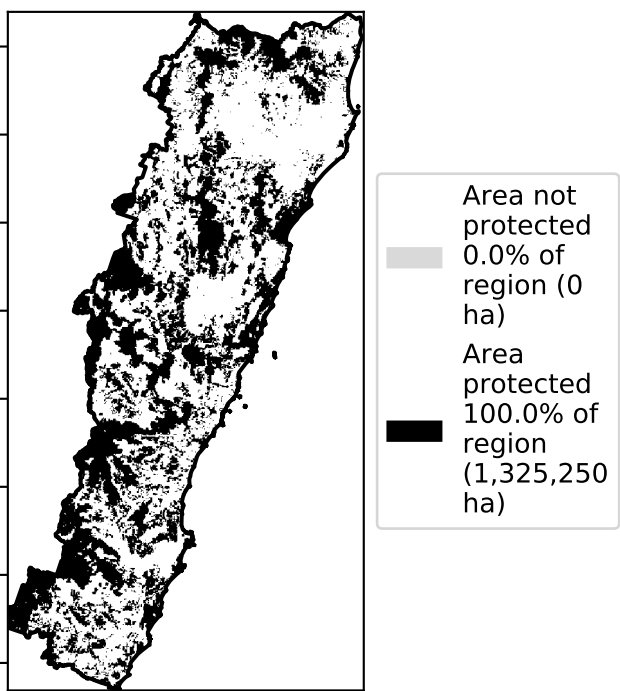 Area not
protected
0.0% of
region (0
ha)
Area
protected
100.0% of
region
(1,325,250
ha)